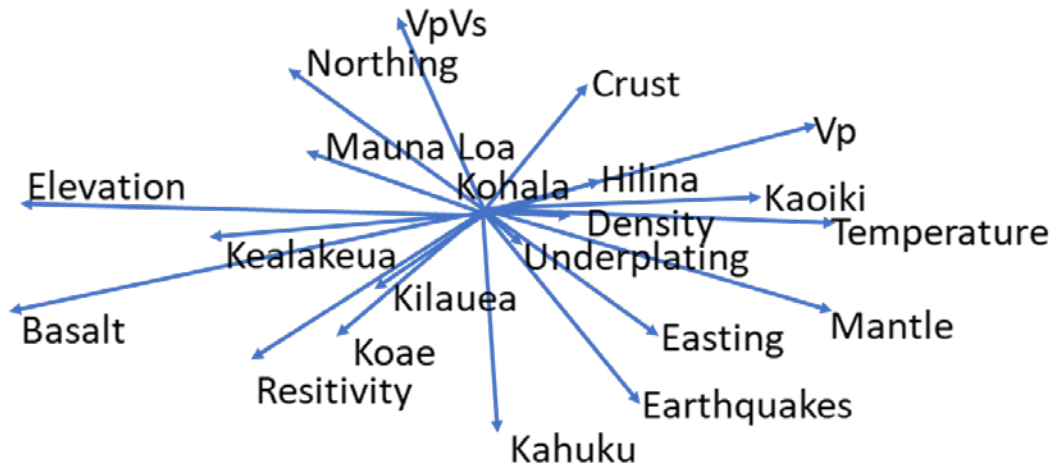 VpVs
Northing
Crust
Vp
Mauna Loa
Elevation
Kohala
Hilina
Kaoiki
Density
Temperature
Kealakeua
Underplating
Kilauea
Basalt
Mantle
Koae
Easting
Resitivity
Earthquakes
Kahuku